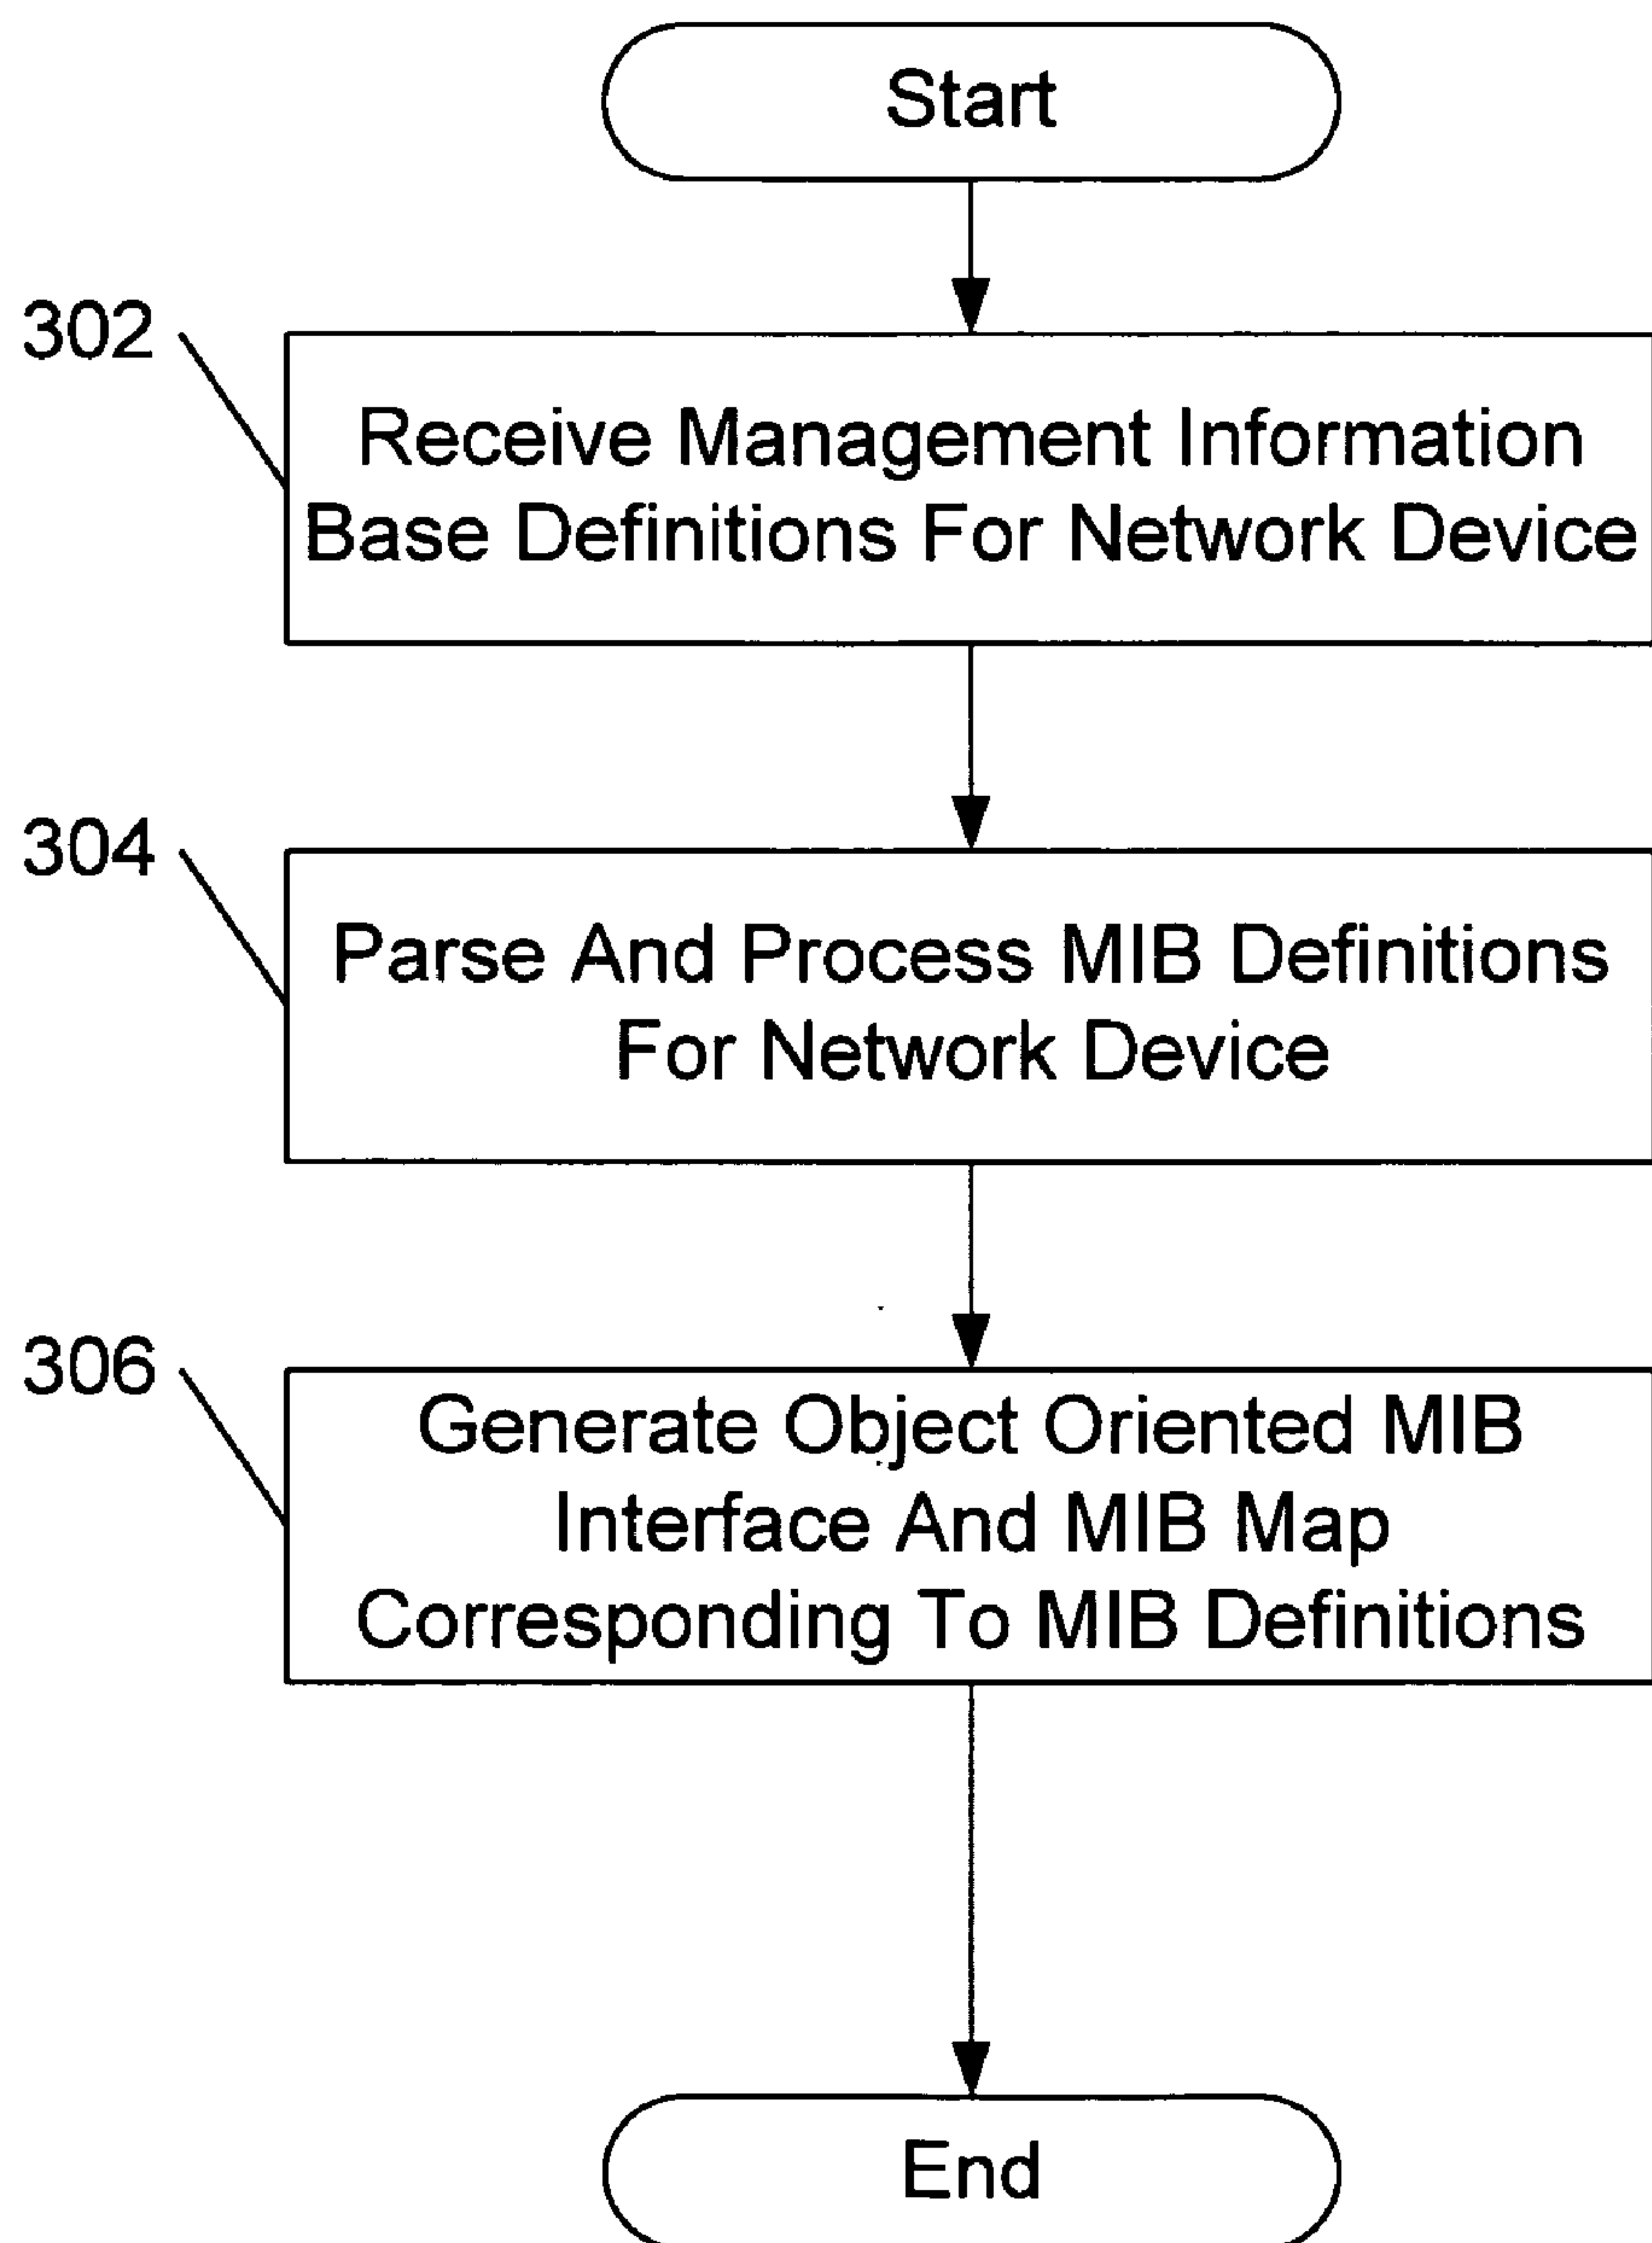 Start
302
Receive Management Information
Base Definitions For Network Device
304
Parse And Process MIB Definitions
For Network Device
306
Generate Object Oriented MIB
Interface And MIB Map
Corresponding To MIB Definitions
End